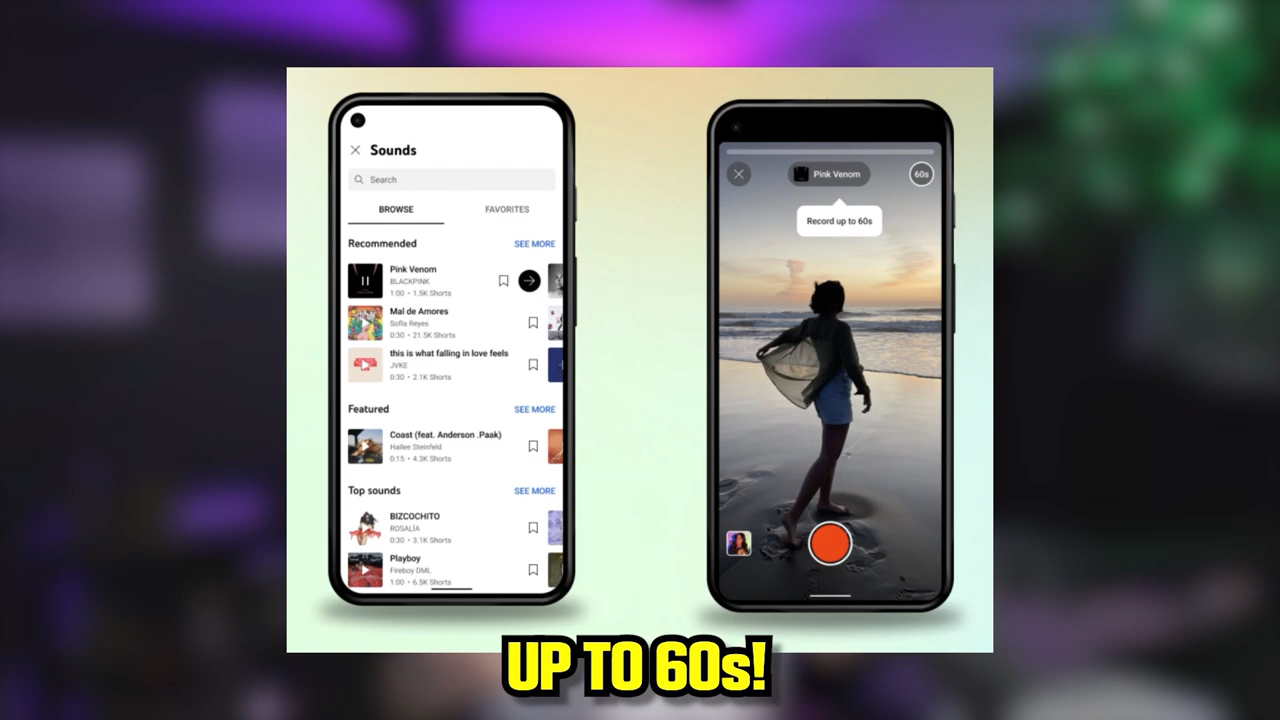 Sounds
Search
BROWSE FAVORITES
Recommended SEE MORE
Pink Venom
BLACKPINK
1:00 • 1.5K Shorts
Mal de Amores
Sofía Reyes
0:30 • 21.5K Shorts
this is what falling in love feels
JVKE
0:30 • 2.1K Shorts
Featured SEE MORE
Coast (feat. Anderson .Paak)
Hailee Steinfeld
0:15 • 4.3K Shorts
Top sounds SEE MORE
BIZCOCHITO
ROSALÍA
0:30 • 3.1K Shorts
Playboy
Fireboy DML
1:00 • 6.5K Shorts
Pink Venom 60s
Record up to 60s
UP TO 60s!